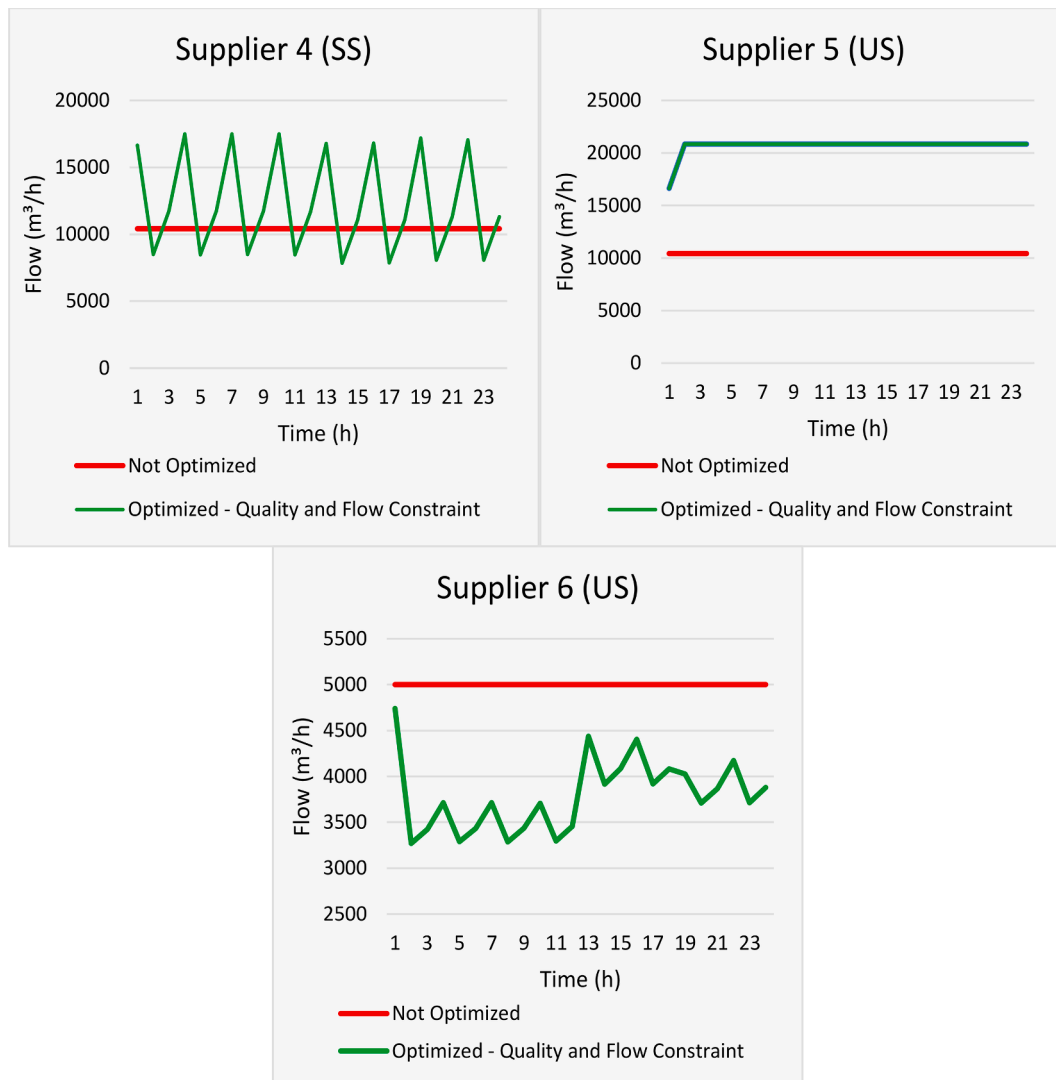 Supplier 4 (SS)
20000
15000
10000
5000
0
Flow (m³/h)
1 3 5 7 9 11 13 15 17 19 21 23
Time (h)
Not Optimized
Optimized - Quality and Flow Constraint
Supplier 5 (US)
25000
20000
15000
10000
5000
0
Flow (m³/h)
1 3 5 7 9 11 13 15 17 19 21 23
Time (h)
Not Optimized
Optimized - Quality and Flow Constraint
Supplier 6 (US)
5500
5000
4500
4000
3500
3000
2500
Flow (m³/h)
1 3 5 7 9 11 13 15 17 19 21 23
Time (h)
Not Optimized
Optimized - Quality and Flow Constraint